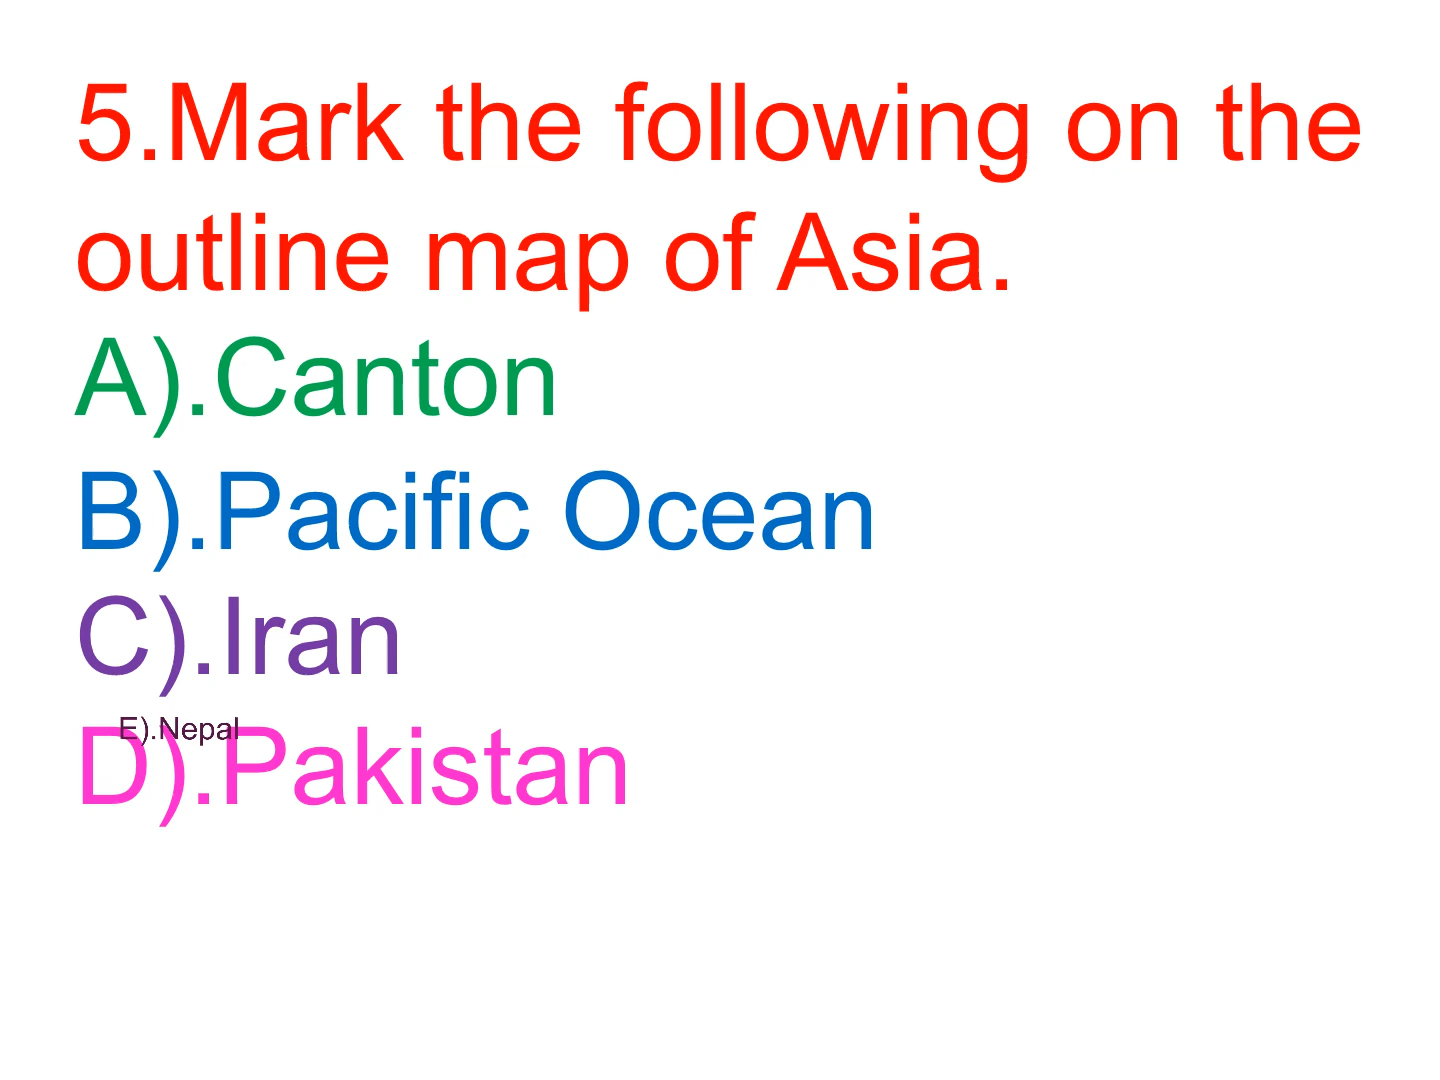 5.Mark the following on the
outline map of Asia.
A).Canton
B).Pacific Ocean
C).Iran
E).Nepal
D).Pakistan